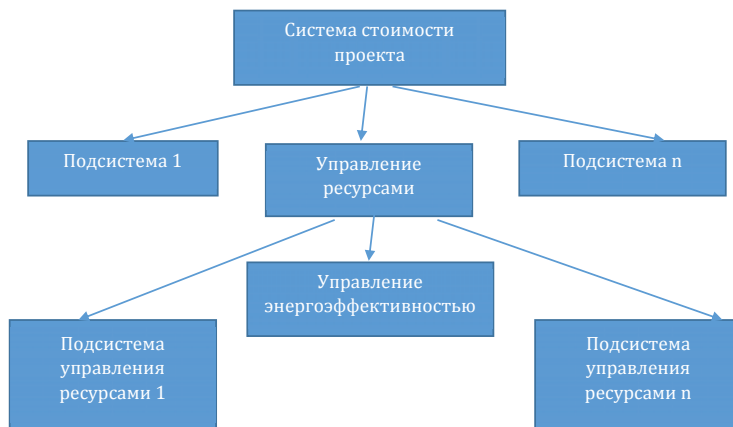 Система стоимости
проекта
Подсистема 1
Управление
ресурсами
Подсистема n
Управление
энергоэффективностью
Подсистема
управления
ресурсами 1
Подсистема
управления
ресурсами n